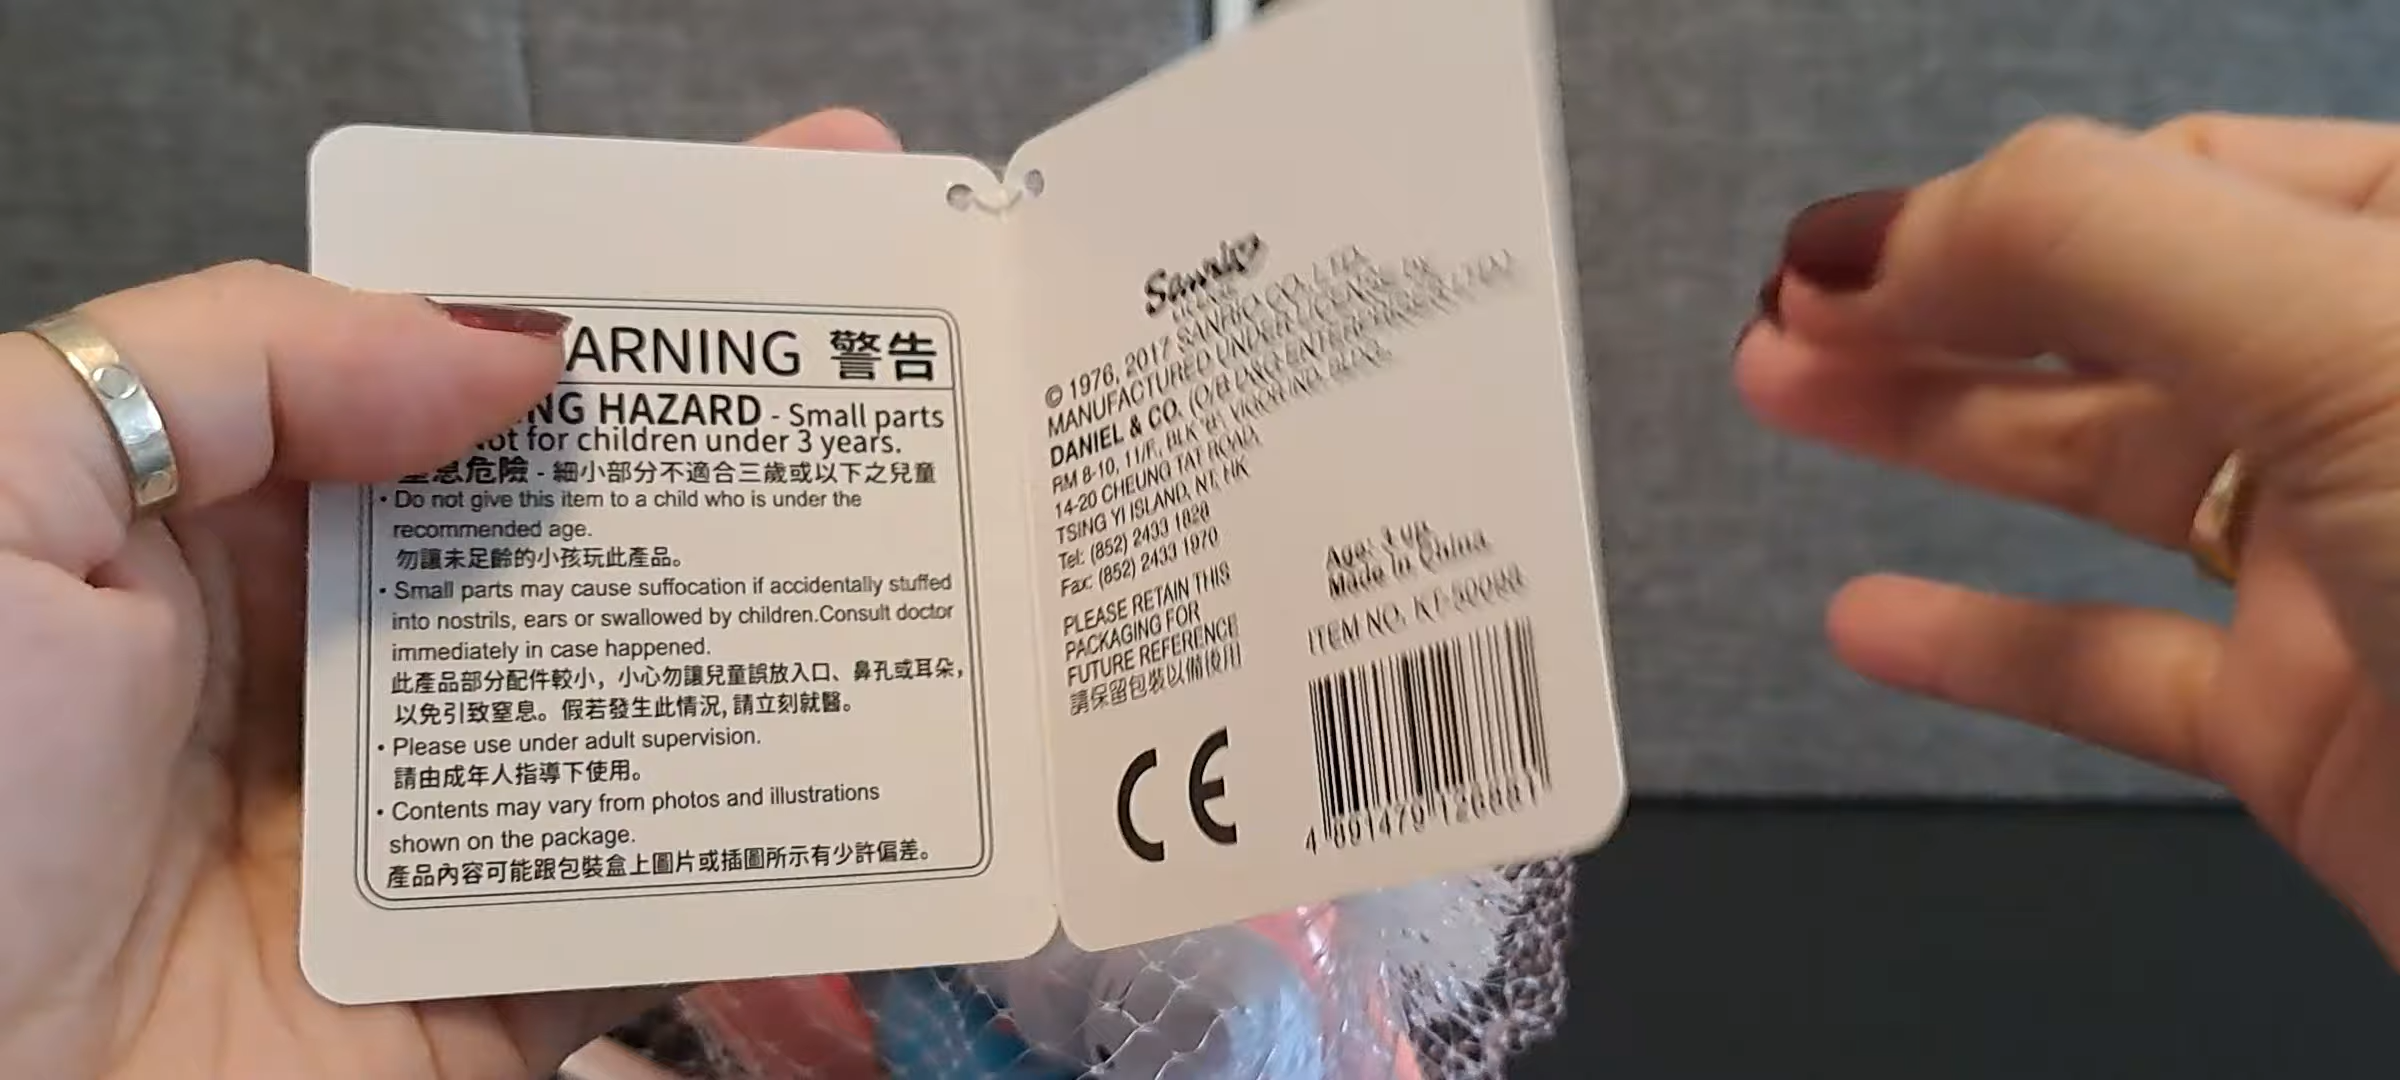 ARNING 警告
NG HAZARD - Small parts
Not for children under 3 years.
窒息危險 - 細小部分不適合三歲或以下之兒童
• Do not give this item to a child who is under the
recommended age.
勿讓未足齡的小孩玩此產品。
• Small parts may cause suffocation if accidentally stuffed
into nostrils, ears or swallowed by children.Consult doctor
immediately in case happened.
此產品部分配件較小，小心勿讓兒童誤放入口、鼻孔或耳朵，
以免引致窒息。假若發生此情況, 請立刻就醫。
• Please use under adult supervision.
請由成年人指導下使用。
• Contents may vary from photos and illustrations
shown on the package.
產品內容可能跟包裝盒上圖片或插圖所示有少許偏差。
Sanrio
© 1976, 2017 SANRIO CO., LTD.
MANUFACTURED UNDER LICENSE BY
DANIEL & CO.
RM 8-10, 11/F., BLK
14-20 CHEUNG TAT ROAD,
TSING YI ISLAND, NT, HK
Tel: (852) 2433 1828
Fax: (852) 2433 1970
PLEASE RETAIN THIS
PACKAGING FOR
FUTURE REFERENCE
請保留包裝以備使用
Age: 3 up
Made in China
ITEM NO.
CE